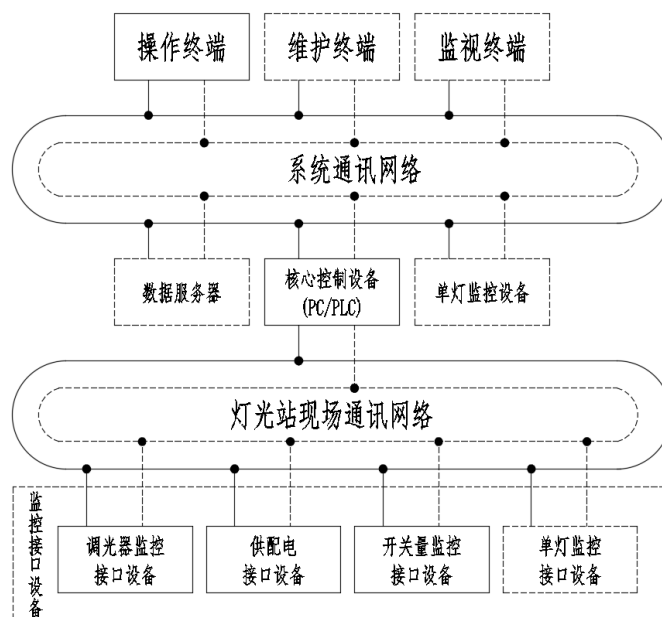 操作终端
维护终端
监视终端
系统通讯网络
数据服务器
核心控制设备
(PC/PLC)
单灯监控设备
灯光站现场通讯网络
监控接口设备
调光器监控
接口设备
供配电
接口设备
开关量监控
接口设备
单灯监控
接口设备